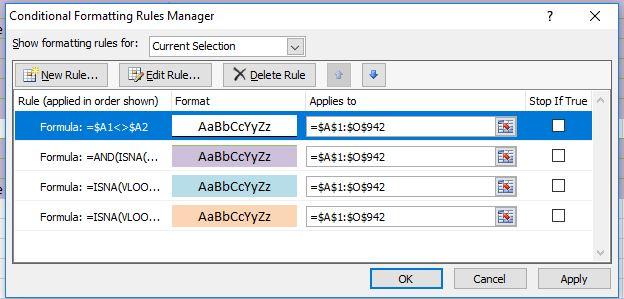 Conditional Formatting Rules Manager
Show formatting rules for: Current Selection
New Rule... Edit Rule... Delete Rule
Rule (applied in order shown) Format Applies to Stop If True
Formula: =$A1<>$A2 AaBbCcYyZz =$A$1:$O$942
Formula: =AND(ISNA(... AaBbCcYyZz =$A$1:$O$942
Formula: =ISNA(VLOO... AaBbCcYyZz =$A$1:$O$942
Formula: =ISNA(VLOO... AaBbCcYyZz =$A$1:$O$942
OK Cancel Apply